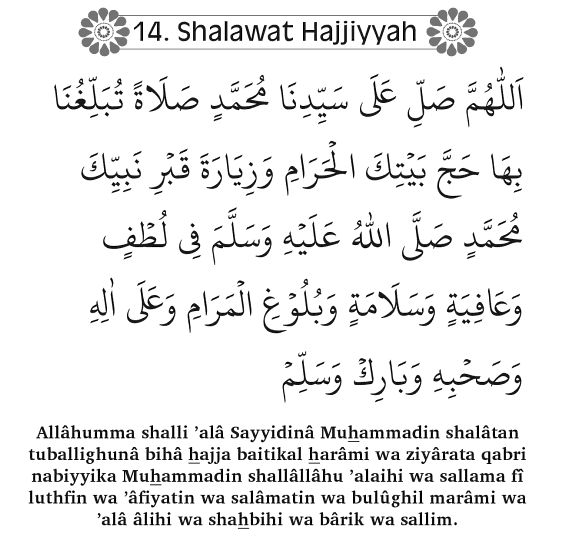 14. Shalawat Hajjiyyah
اَللّٰهُمَّ صَلِّ عَلَى سَيِّدِنَا مُحَمَّدٍ صَلَاةً تُبَلِّغُنَا
بِهَا حَجَّ بَيْتِكَ الْحَرَامِ وَزِيَارَةَ قَبْرِ نَبِيِّكَ
مُحَمَّدٍ صَلَّى اللهُ عَلَيْهِ وَسَلَّمَ فِى لُطْفٍ
وَعَافِيَةٍ وَسَلَامَةٍ وَبُلُوْغِ الْمَرَامِ وَعَلَى اٰلِهِ
وَصَحْبِهِ وَبَارِكْ وَسَلِّمْ
Allâhumma shalli ’alâ Sayyidinâ Muhammadin shalâtan
tuballighunâ bihâ hajja baitikal harâmi wa ziyârata qabri
nabiyyika Muhammadin shallâllâhu ’alaihi wa sallama fî
luthfin wa ’âfiyatin wa salâmatin wa bulûghil marâmi wa
’alâ âlihi wa shahbihi wa bârik wa sallim.